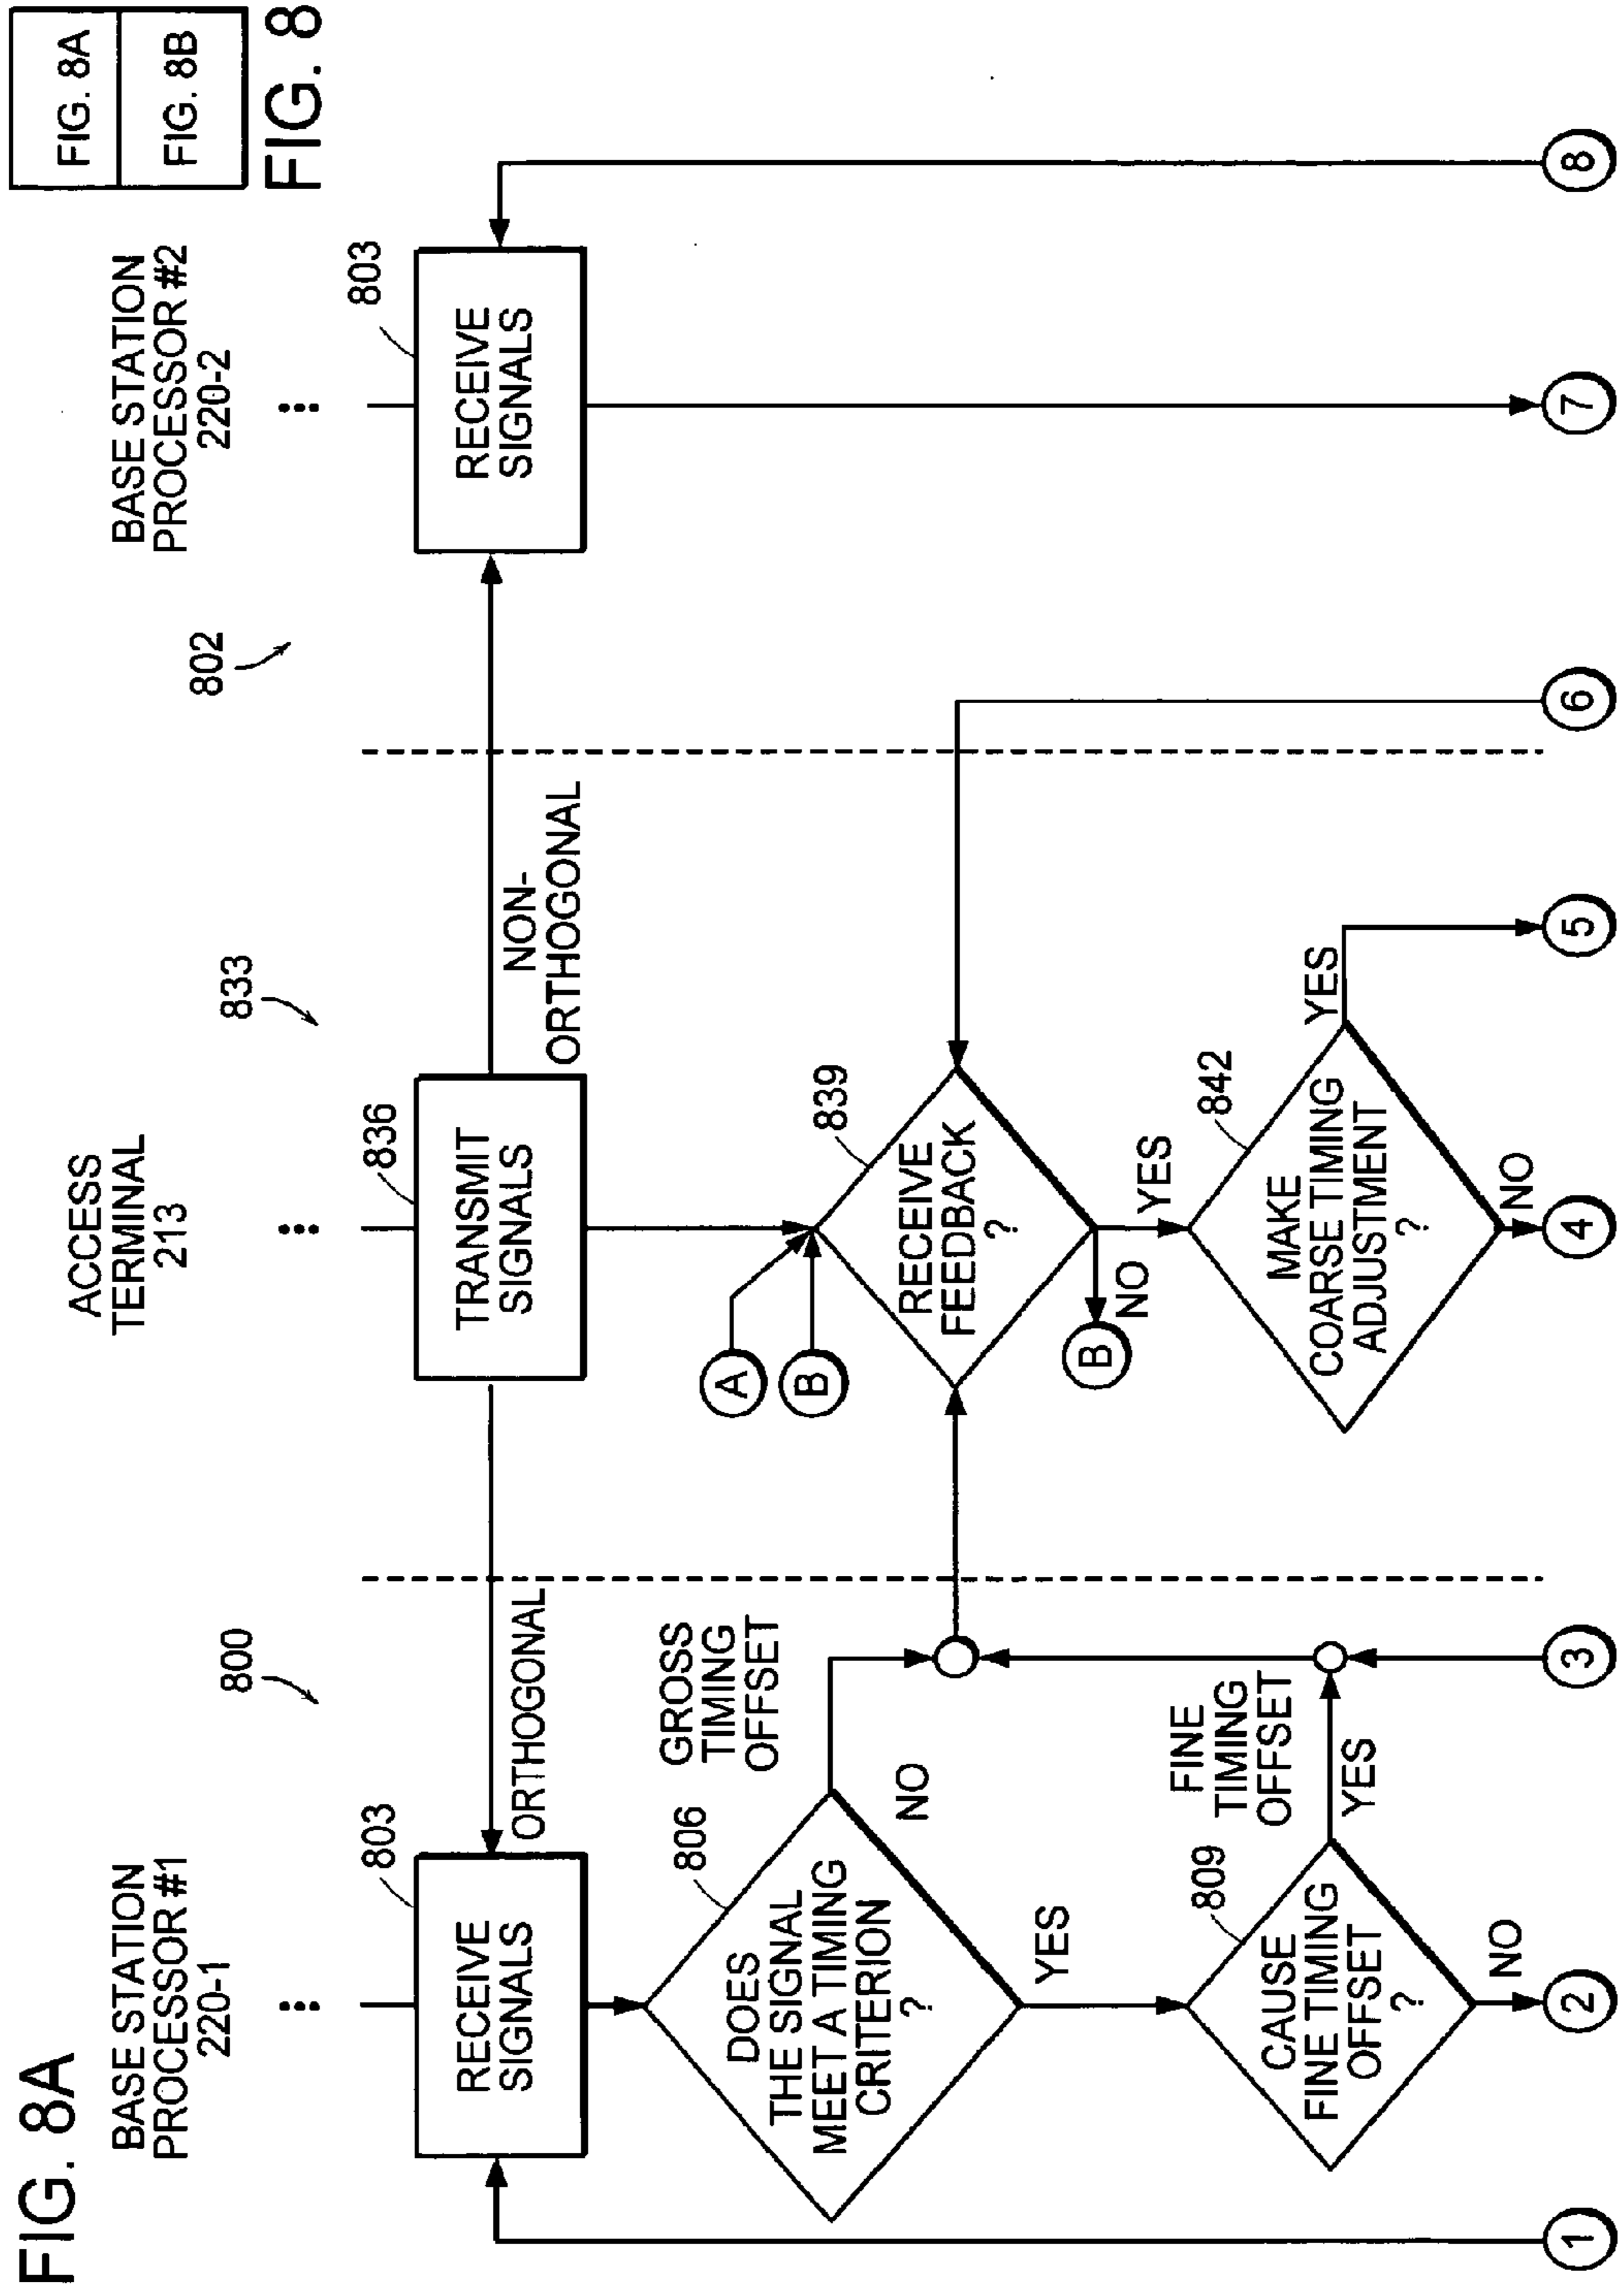 FIG. 8A
FIG. 8A
FIG. 8B
FIG. 8
BASE STATION
PROCESSOR #1
220-1
ACCESS
TERMINAL
213
BASE STATION
PROCESSOR #2
220-2
800
833
802
803
RECEIVE
SIGNALS
ORTHOGONAL
836
TRANSMIT
SIGNALS
NON-
ORTHOGONAL
803
RECEIVE
SIGNALS
806
DOES
THE SIGNAL
MEET A TIMING
CRITERION
?
NO
GROSS
TIMING
OFFSET
YES
A
B
839
RECEIVE
FEEDBACK
?
B
NO
YES
809
CAUSE
FINE TIMING
OFFSET
?
YES
FINE
TIMING
OFFSET
NO
842
MAKE
COARSE TIMING
ADJUSTMENT
?
YES
NO
1
2
3
4
5
6
7
8